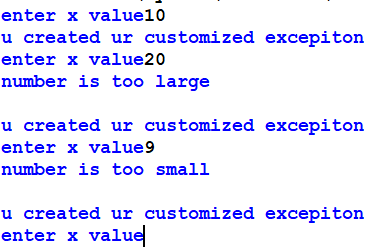 enter x value10
u created ur customized excepiton
enter x value20
number is too large
u created ur customized excepiton
enter x value9
number is too small
u created ur customized excepiton
enter x value